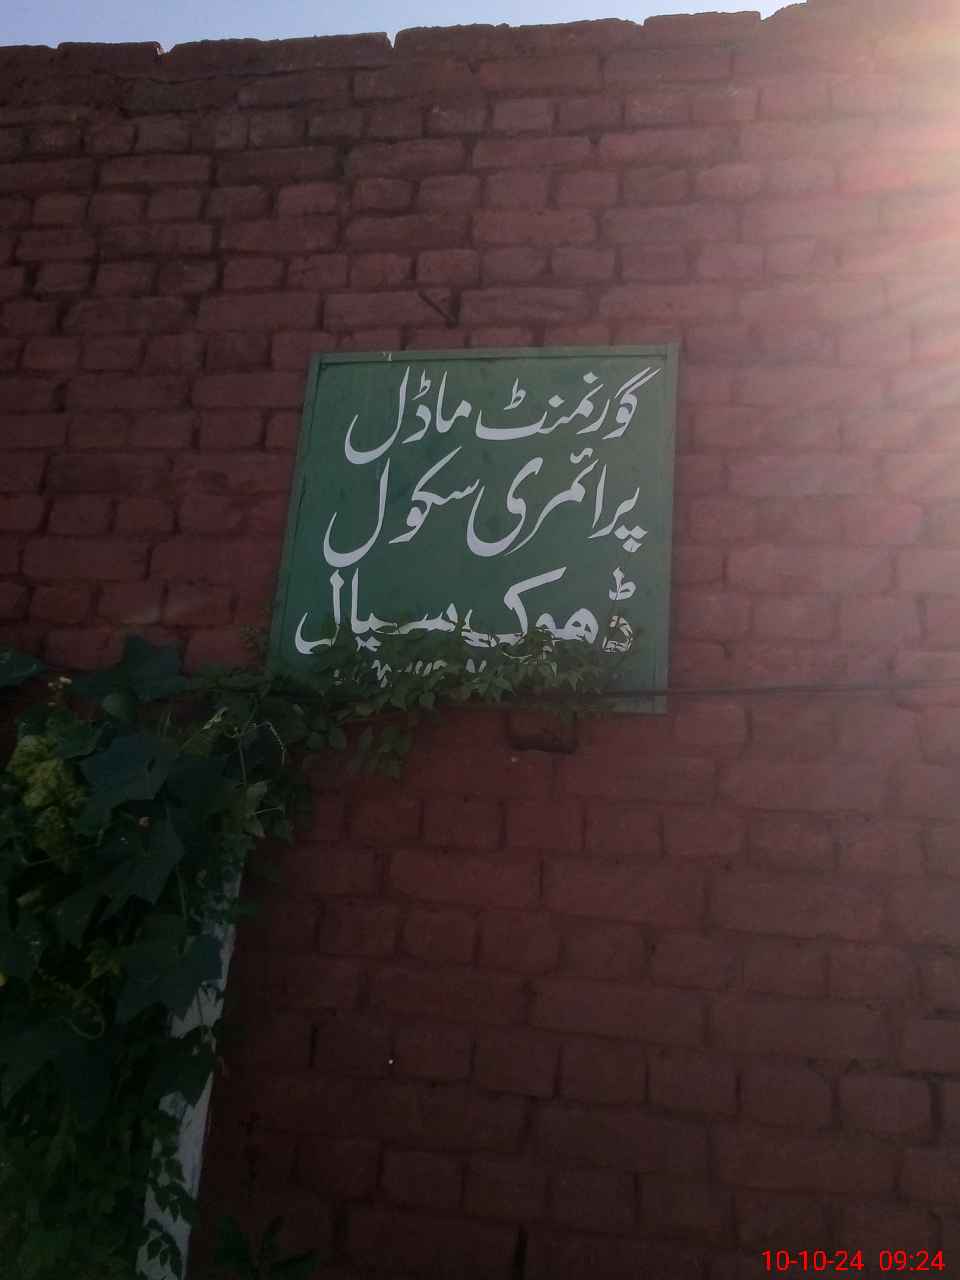 گورنمنٹ ماڈل
پرائمری سکول
ڈھوک سیال
10-10-24 09:24